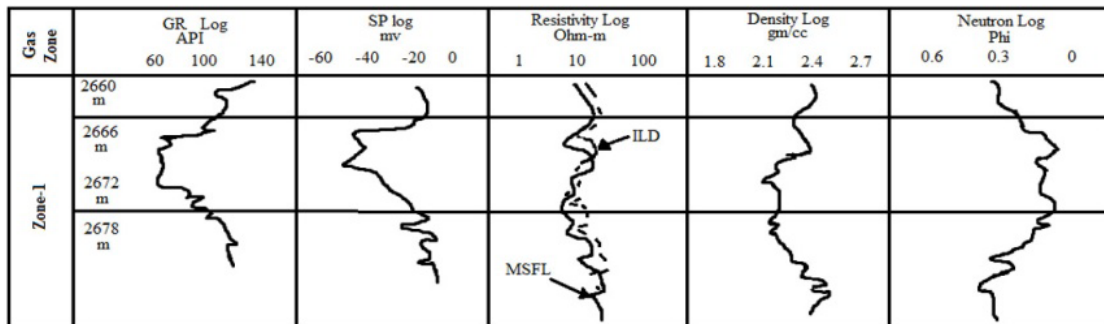 Gas Zone
GR Log
API
60 100 140
SP log
mv
-60 -40 -20 0
Resistivity Log
Ohm-m
1 10 100
Density Log
gm/cc
1.8 2.1 2.4 2.7
Neutron Log
Phi
0.6 0.3 0
Zone-1
2660
m
2666
m
2672
m
2678
m
ILD
MSFL